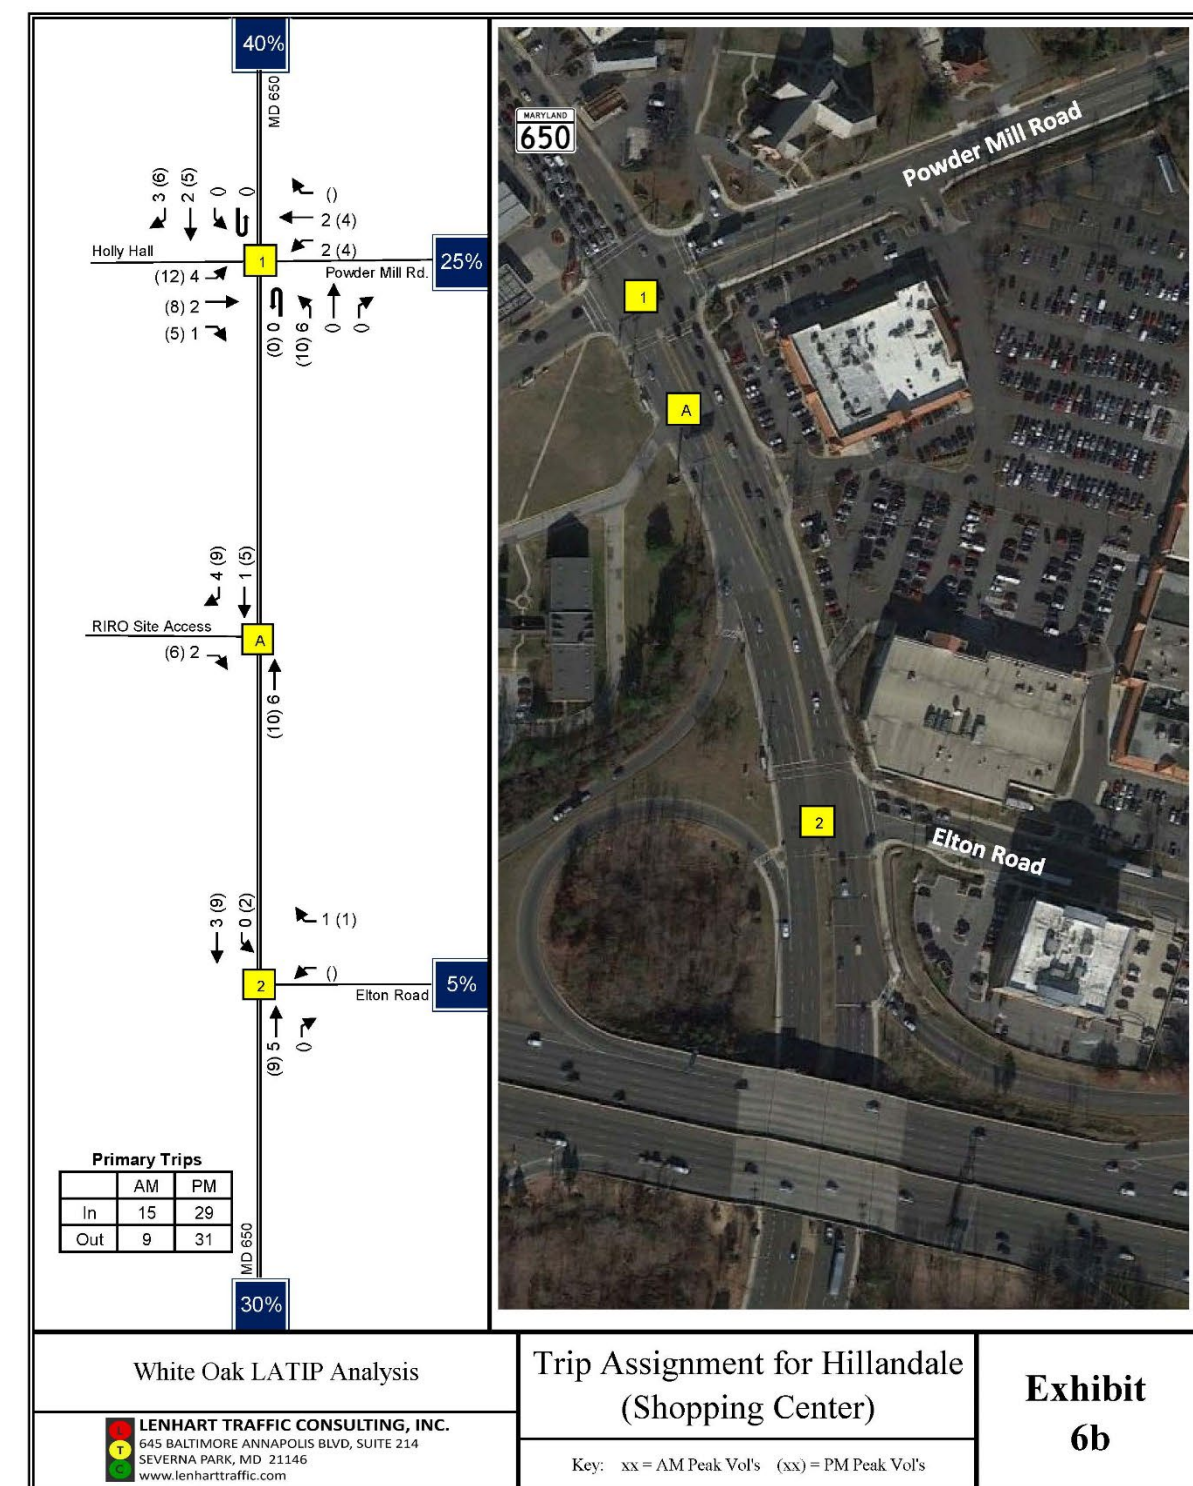 40%
MD 650
3 (6)
2 (5)
()
()
()
2 (4)
2 (4)
Holly Hall
1
Powder Mill Rd.
25%
(12) 4
(8) 2
(5) 1
(0) 0
(10) 6
()
()
4 (9)
1 (5)
RIRO Site Access
A
(6) 2
(10) 6
3 (9)
0 (2)
1 (1)
()
2
Elton Road
5%
(9) 5
()
Primary Trips
AM PM
In 15 29
Out 9 31
MD 650
30%
MARYLAND
650
Powder Mill Road
1
A
2
Elton Road
White Oak LATIP Analysis
L
T
C
LENHART TRAFFIC CONSULTING, INC.
645 BALTIMORE ANNAPOLIS BLVD, SUITE 214
SEVERNA PARK, MD 21146
www.lenharttraffic.com
Trip Assignment for Hillandale
(Shopping Center)
Key: xx = AM Peak Vol's (xx) = PM Peak Vol's
Exhibit
6b